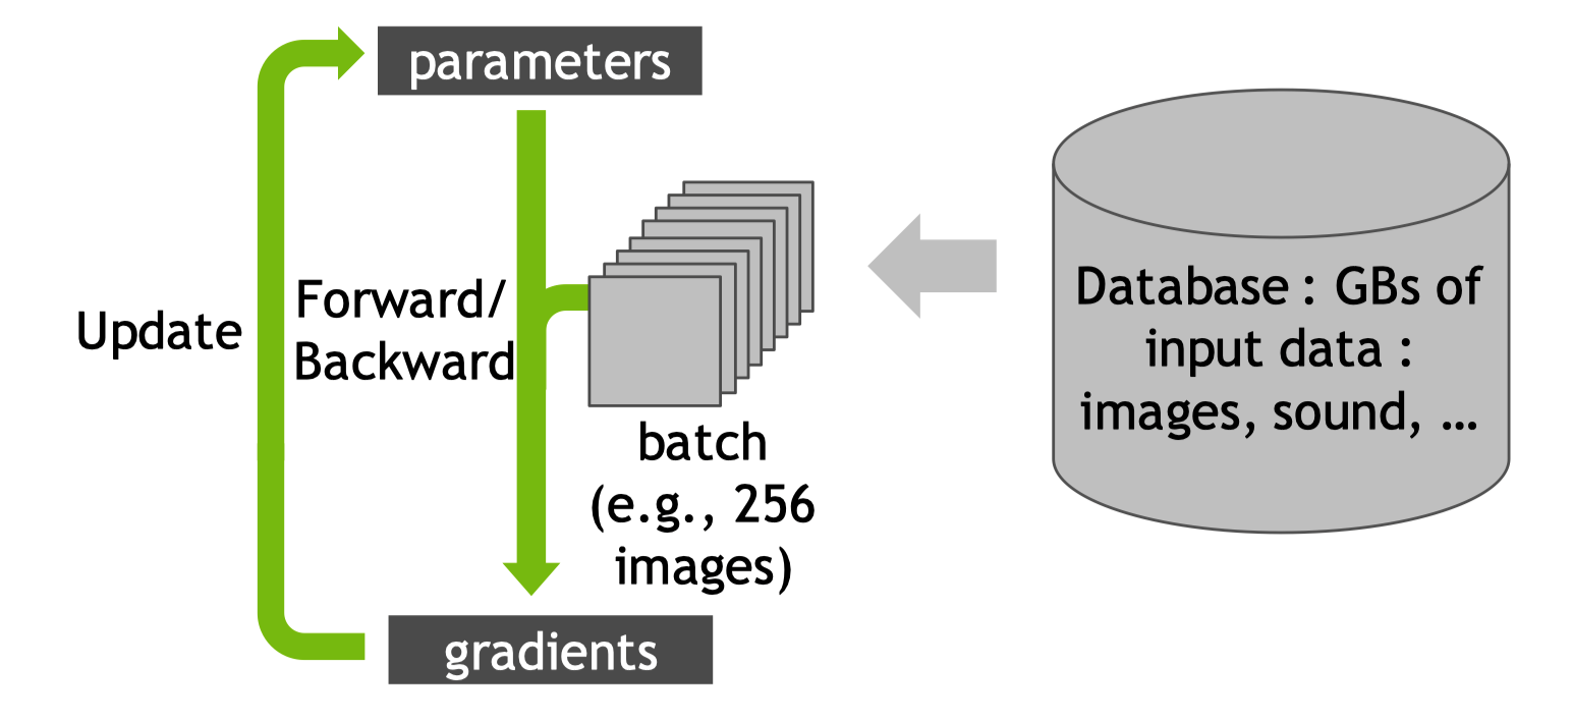 parameters
Update
Forward/
Backward
batch
(e.g., 256
images)
gradients
Database : GBs of
input data :
images, sound, …